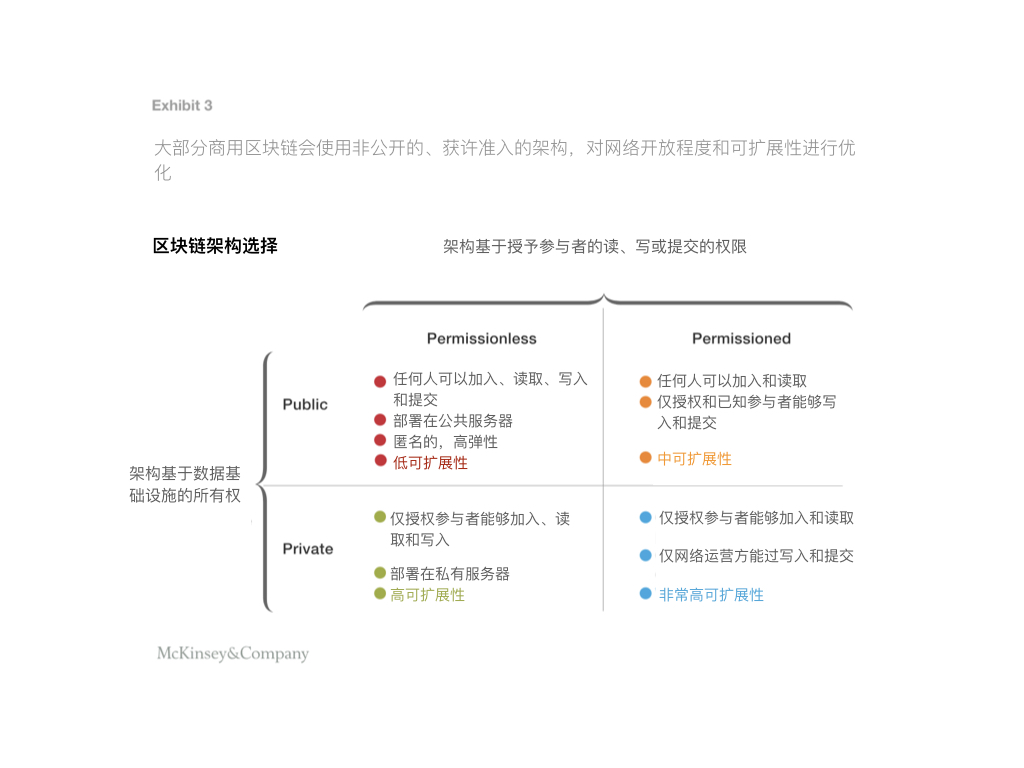 Exhibit 3
大部分商用区块链会使用非公开的、获许准入的架构，对网络开放程度和可扩展性进行优
化
区块链架构选择
架构基于授予参与者的读、写或提交的权限
Permissionless
Permissioned
Public
任何人可以加入、读取、写入
和提交
部署在公共服务器
匿名的，高弹性
低可扩展性
任何人可以加入和读取
仅授权和已知参与者能够写
入和提交
中可扩展性
架构基于数据基
础设施的所有权
Private
仅授权参与者能够加入、读
取和写入
部署在私有服务器
高可扩展性
仅授权参与者能够加入和读取
仅网络运营方能过写入和提交
非常高可扩展性
McKinsey&Company